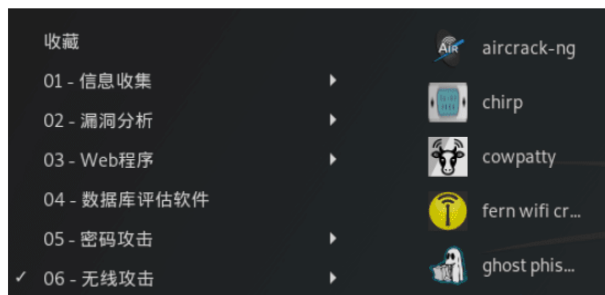 收藏
01 - 信息收集
02 - 漏洞分析
03 - Web程序
04 - 数据库评估软件
05 - 密码攻击
✓ 06 - 无线攻击
aircrack-ng
chirp
cowpatty
fern wifi cr...
ghost phis...